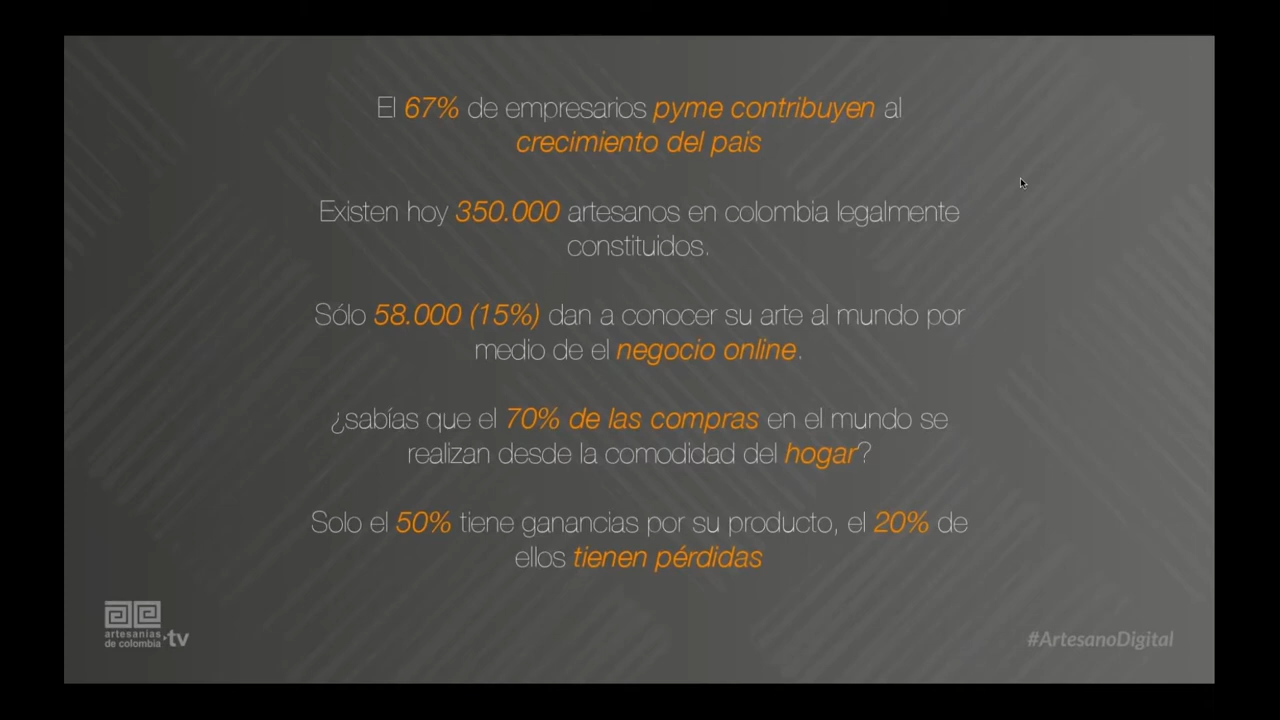 El 67% de empresarios pyme contribuyen al
crecimiento del pais
Existen hoy 350.000 artesanos en colombia legalmente
constituidos.
Sólo 58.000 (15%) dan a conocer su arte al mundo por
medio de el negocio online.
¿sabías que el 70% de las compras en el mundo se
realizan desde la comodidad del hogar?
Solo el 50% tiene ganancias por su producto, el 20% de
ellos tienen pérdidas
artesanías
de colombia.tv
#ArtesanoDigital